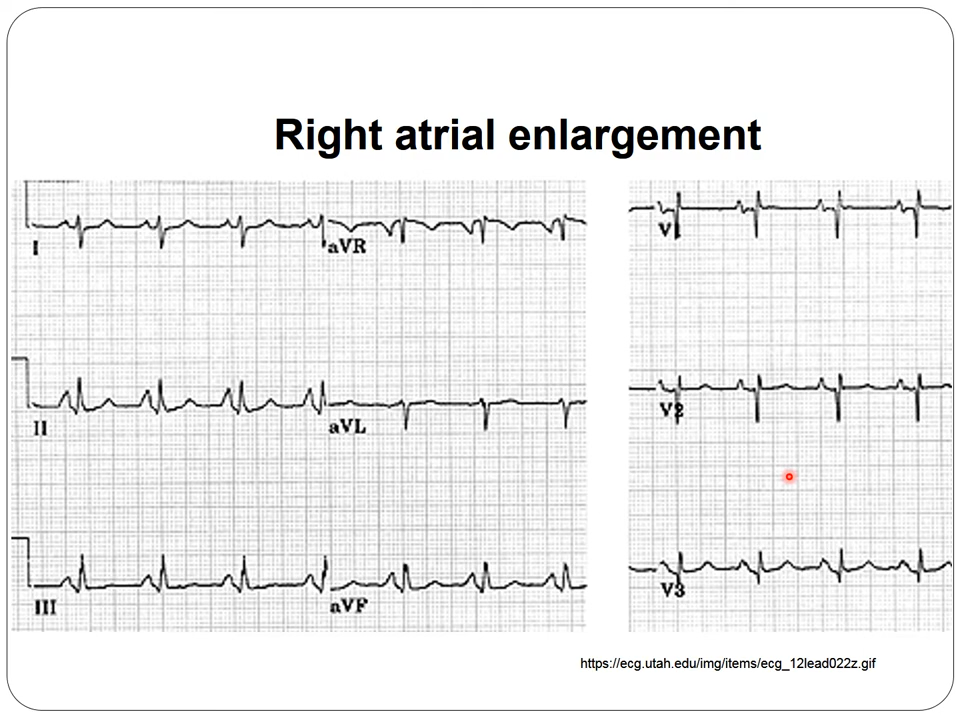 Right atrial enlargement
I
aVR
V1
II
aVL
V2
III
aVF
V3
https://ecg.utah.edu/img/items/ecg_12lead022z.gif